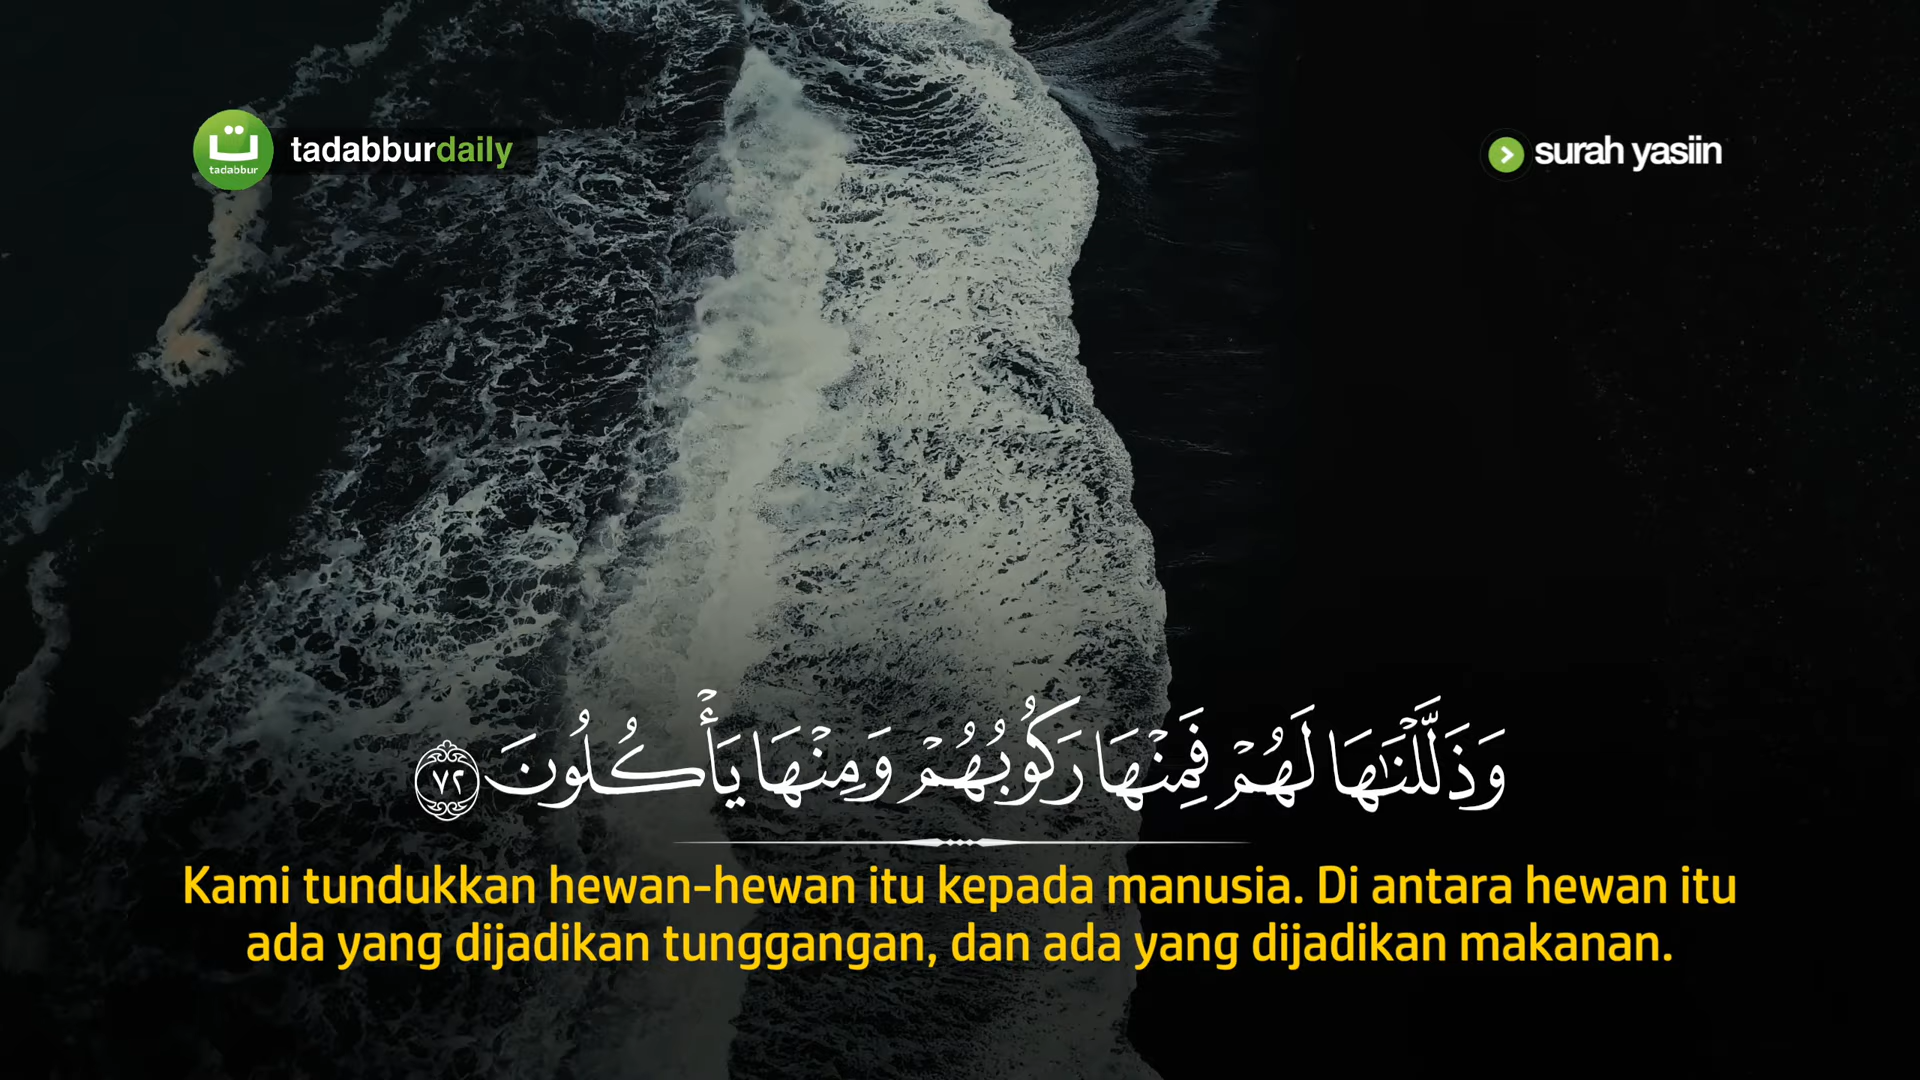 ت
tadabbur
tadabburdaily
surah yasiin
وَذَلَّلْنَٰهَا لَهُمْ فَمِنْهَا رَكُوبُهُمْ وَمِنْهَا يَأْكُلُونَ ٧٢
Kami tundukkan hewan-hewan itu kepada manusia. Di antara hewan itu
ada yang dijadikan tunggangan, dan ada yang dijadikan makanan.